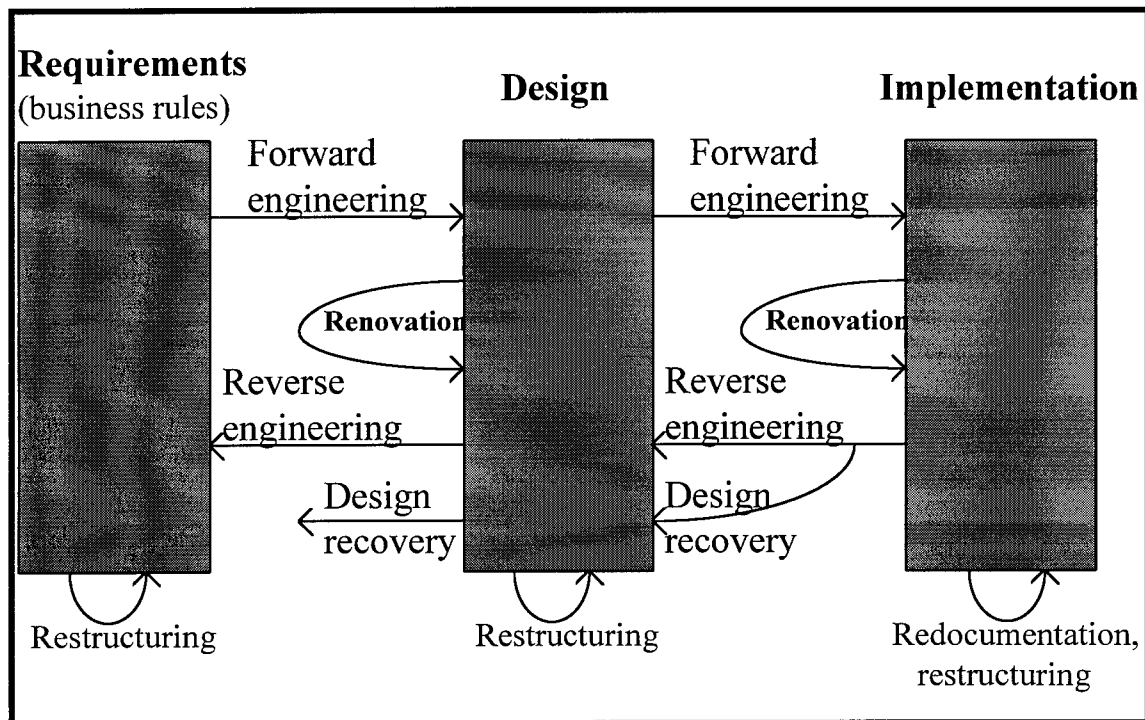 Requirements
(business rules)
Design
Implementation
Forward
engineering
Forward
engineering
Renovation
Renovation
Reverse
engineering
Reverse
engineering
Design
recovery
Design
recovery
Restructuring
Restructuring
Redocumentation,
restructuring